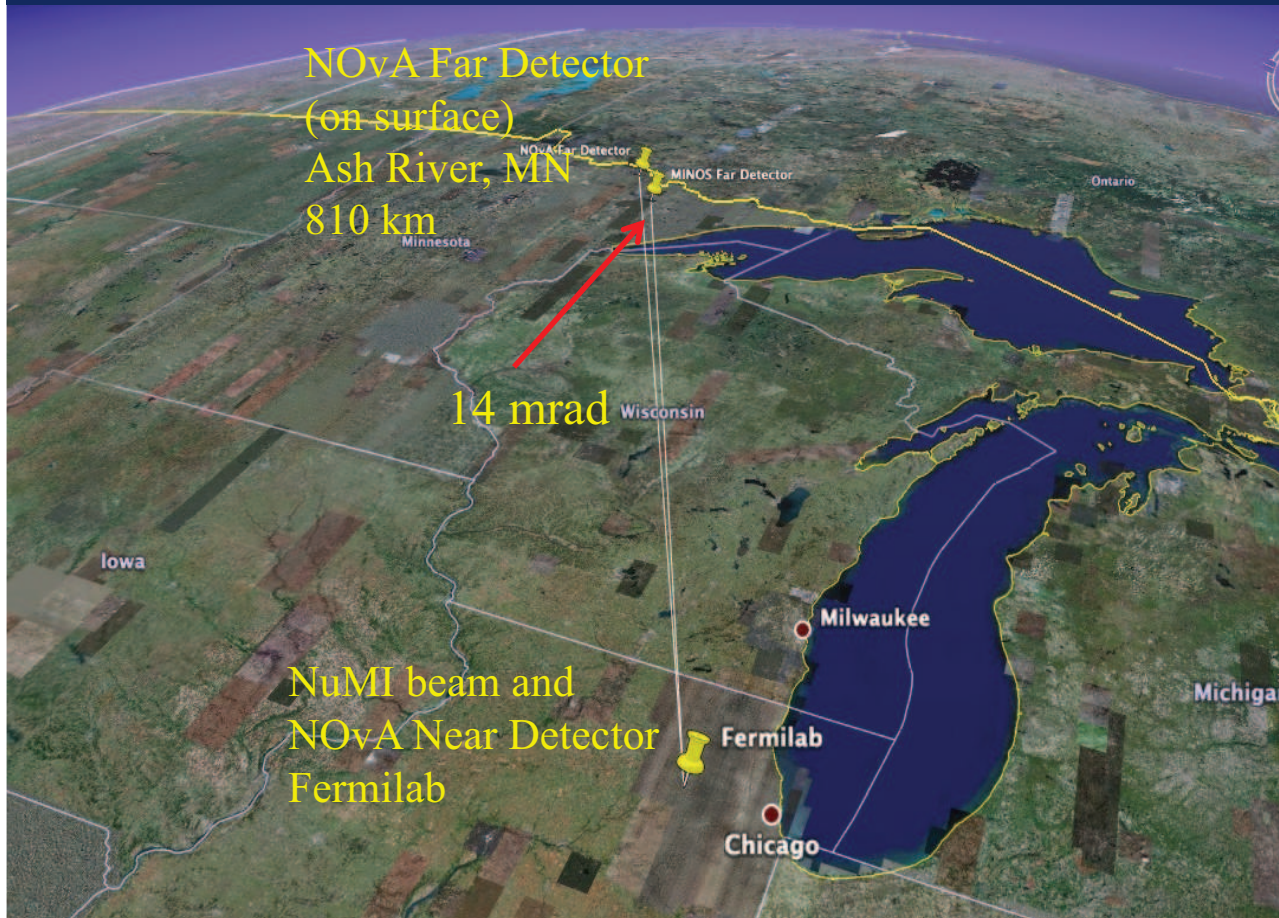 NOvA Far Detector
(on surface)
Ash River, MN
810 km
NOvA Far Detector
MINOS Far Detector
Ontario
Minnesota
14 mrad
Wisconsin
Iowa
Milwaukee
NuMI beam and
NOvA Near Detector
Fermilab
Michiga
Fermilab
Chicago